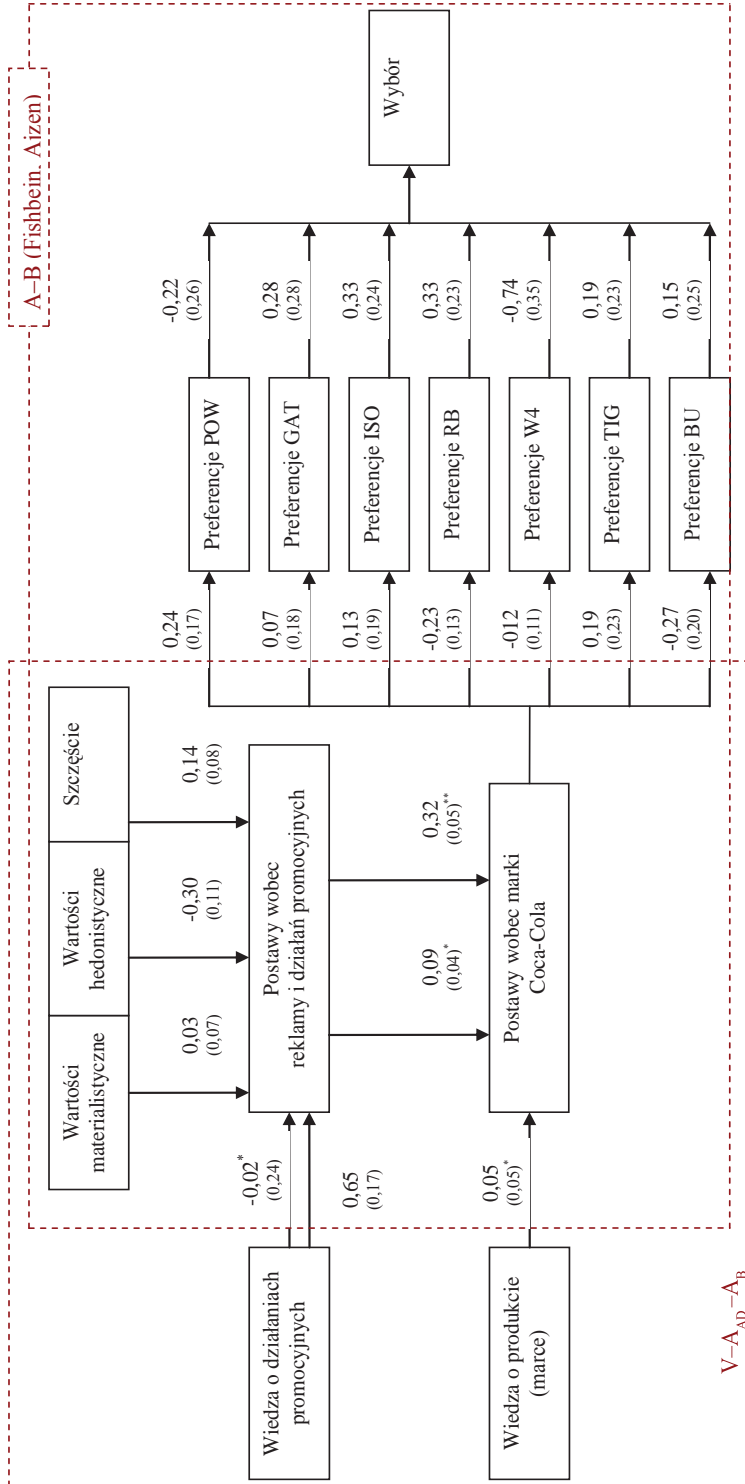 A–B (Fishbein. Aizen)
Wartości
materialistyczne
Wartości
hedonistyczne
Szczęście
0,03
(0,07)
-0,30
(0,11)
0,14
(0,08)
Wiedza o działaniach
promocyjnych
-0,02*
(0,24)
0,65
(0,17)
Postawy wobec
reklamy i działań promocyjnych
0,09
(0,04)*
0,32
(0,05)**
Wiedza o produkcie
(marce)
0,05
(0,05)*
Postawy wobec marki
Coca-Cola
0,24
(0,17)
Preferencje POW
-0,22
(0,26)
0,07
(0,18)
Preferencje GAT
0,28
(0,28)
0,13
(0,19)
Preferencje ISO
0,33
(0,24)
-0,23
(0,13)
Preferencje RB
0,33
(0,23)
-012
(0,11)
Preferencje W4
-0,74
(0,35)
0,19
(0,23)
Preferencje TIG
0,19
(0,23)
-0,27
(0,20)
Preferencje BU
0,15
(0,25)
Wybór
V–A_AD–A_B